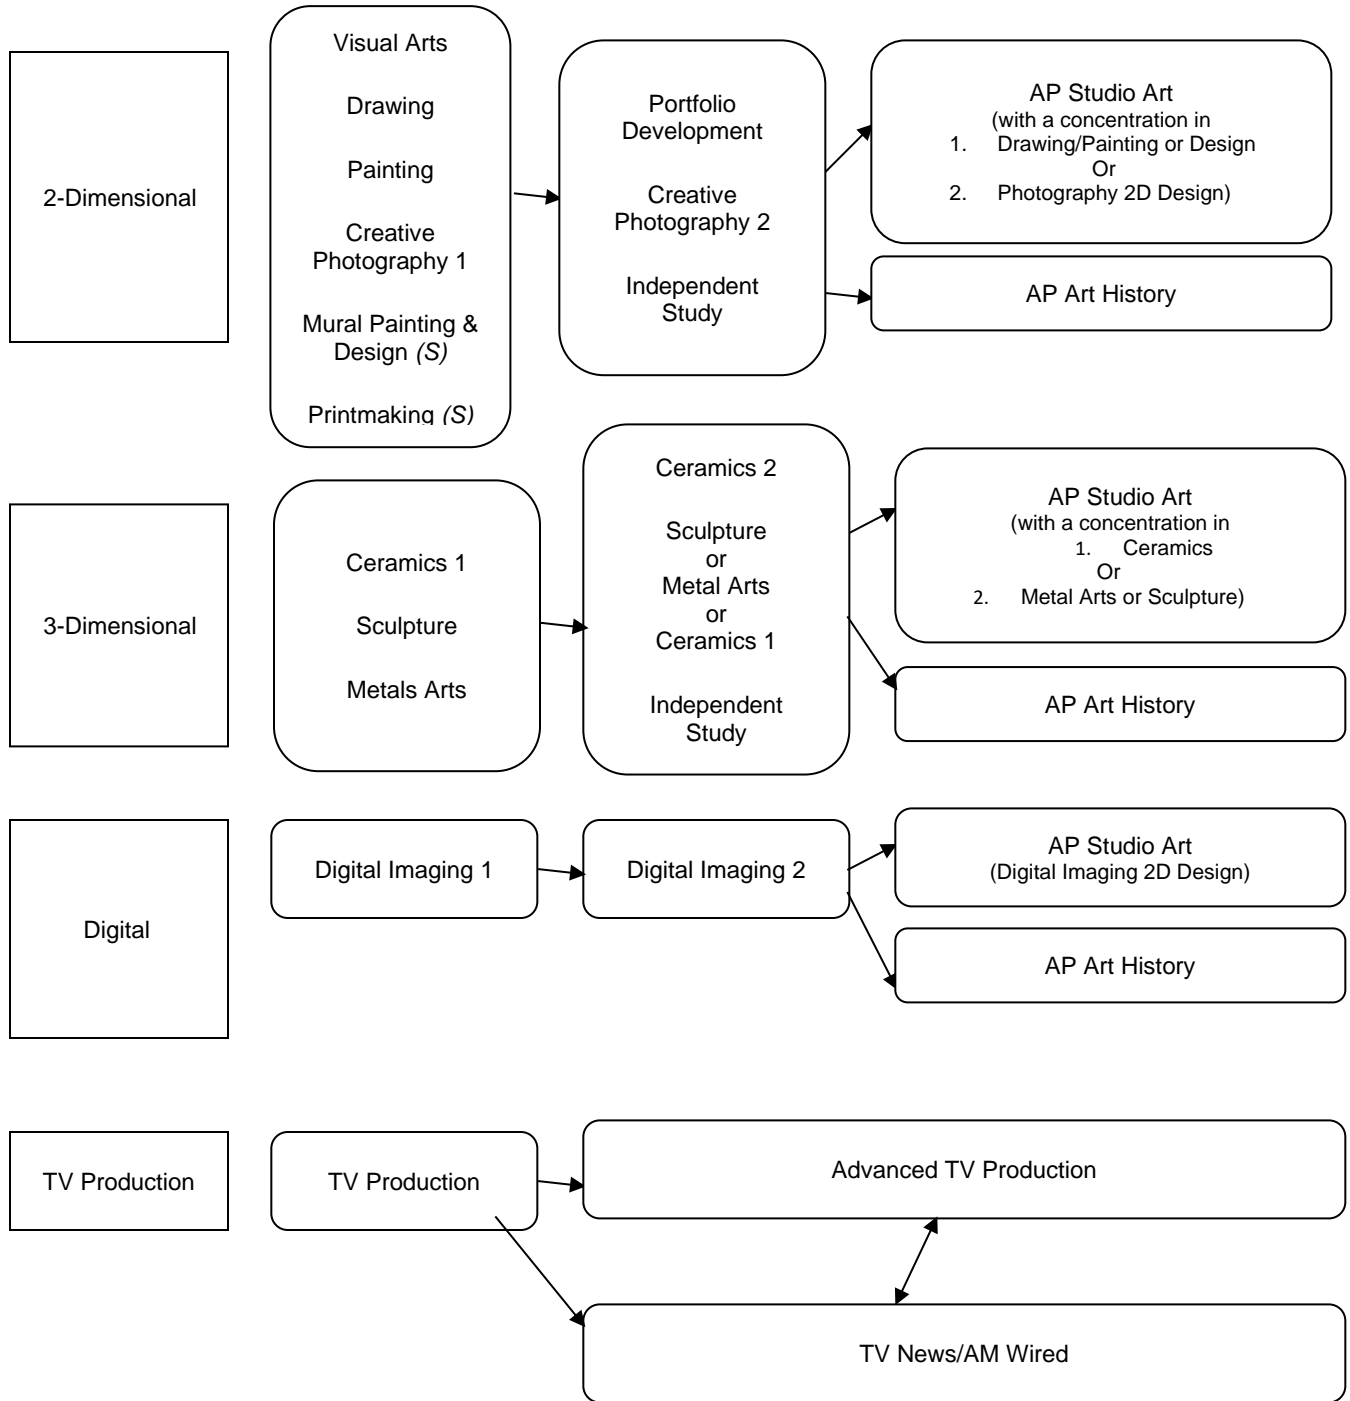 2-Dimensional
Visual Arts
Drawing
Painting
Creative
Photography 1
Mural Painting &
Design (S)
Printmaking (S)
Portfolio
Development
Creative
Photography 2
Independent
Study
AP Studio Art
(with a concentration in
1. Drawing/Painting or Design
Or
2. Photography 2D Design)
AP Art History
3-Dimensional
Ceramics 1
Sculpture
Metals Arts
Ceramics 2
Sculpture
or
Metal Arts
or
Ceramics 1
Independent
Study
AP Studio Art
(with a concentration in
1. Ceramics
Or
2. Metal Arts or Sculpture)
AP Art History
Digital
Digital Imaging 1
Digital Imaging 2
AP Studio Art
(Digital Imaging 2D Design)
AP Art History
TV Production
TV Production
Advanced TV Production
TV News/AM Wired